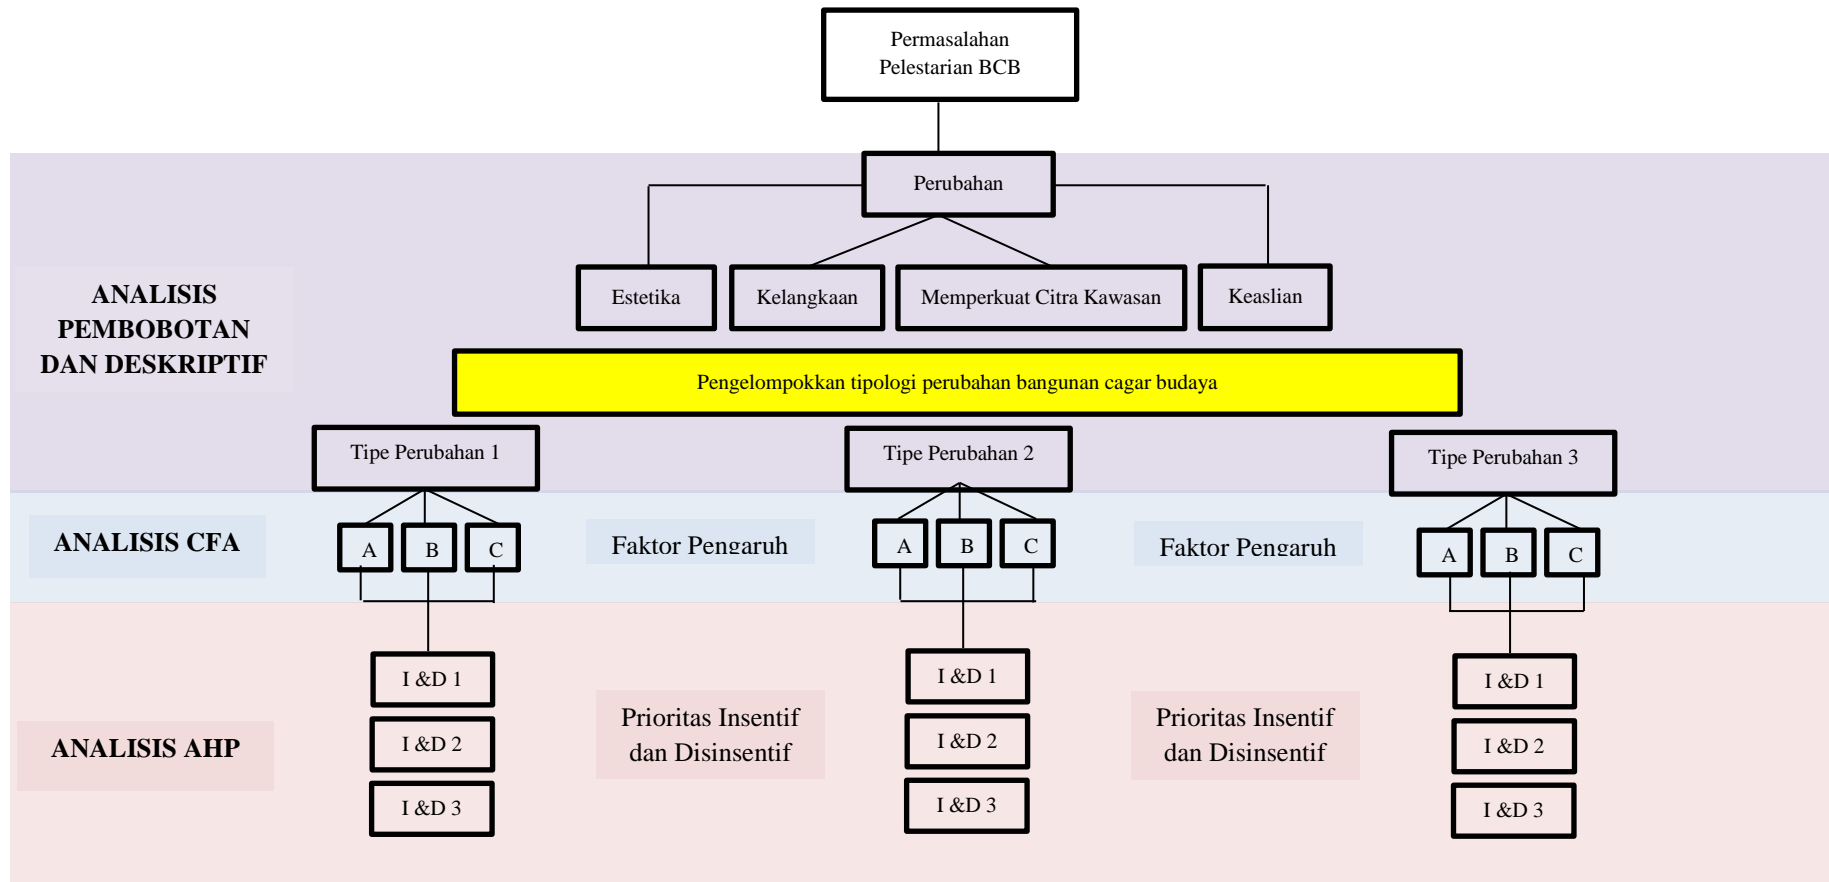 Permasalahan
Pelestarian BCB
Perubahan
Estetika
Kelangkaan
Memperkuat Citra Kawasan
Keaslian
ANALISIS
PEMBOBOTAN
DAN DESKRIPTIF
Pengelompokkan tipologi perubahan bangunan cagar budaya
Tipe Perubahan 1
Tipe Perubahan 2
Tipe Perubahan 3
ANALISIS CFA
A
B
C
Faktor Pengaruh
A
B
C
Faktor Pengaruh
A
B
C
ANALISIS AHP
I &D 1
I &D 2
I &D 3
Prioritas Insentif
dan Disinsentif
I &D 1
I &D 2
I &D 3
Prioritas Insentif
dan Disinsentif
I &D 1
I &D 2
I &D 3